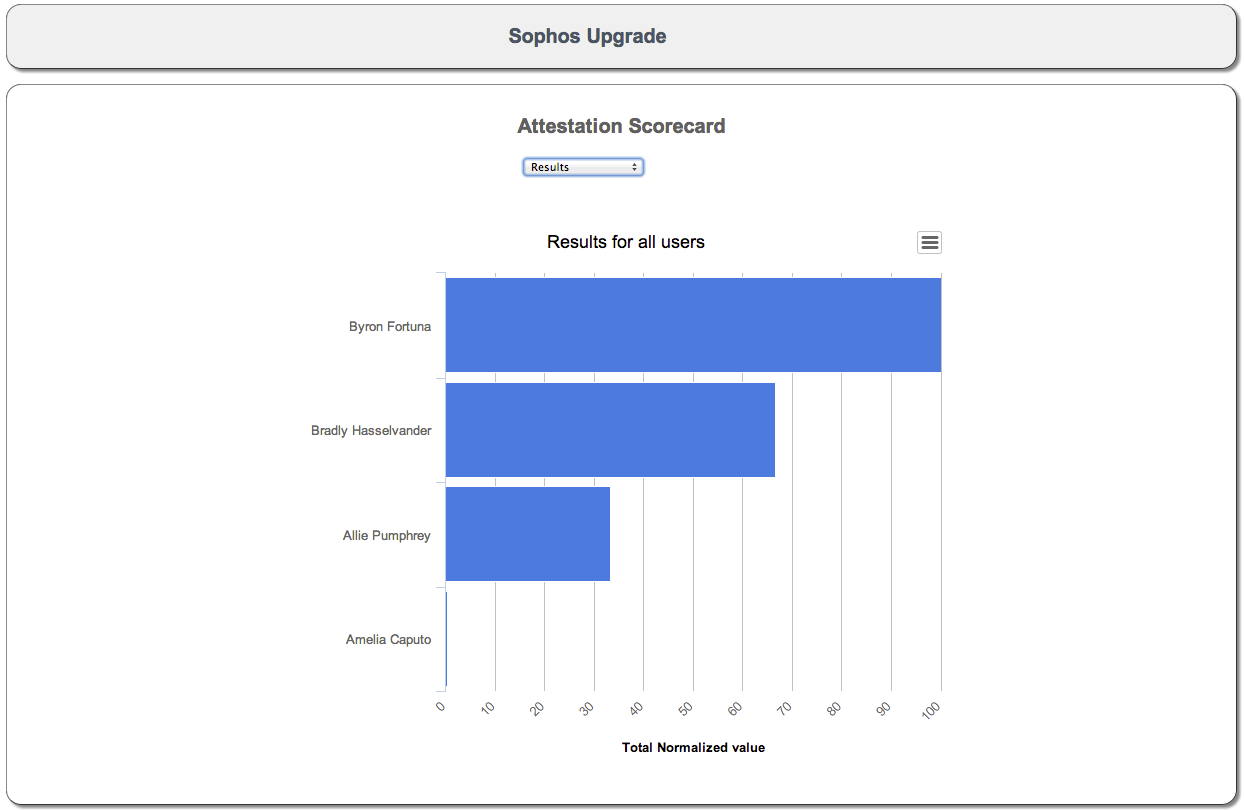 Sophos Upgrade
Attestation Scorecard
Results
Results for all users
Byron Fortuna
Bradly Hasselvander
Allie Pumphrey
Amelia Caputo
0 10 20 30 40 50 60 70 80 90 100
Total Normalized value